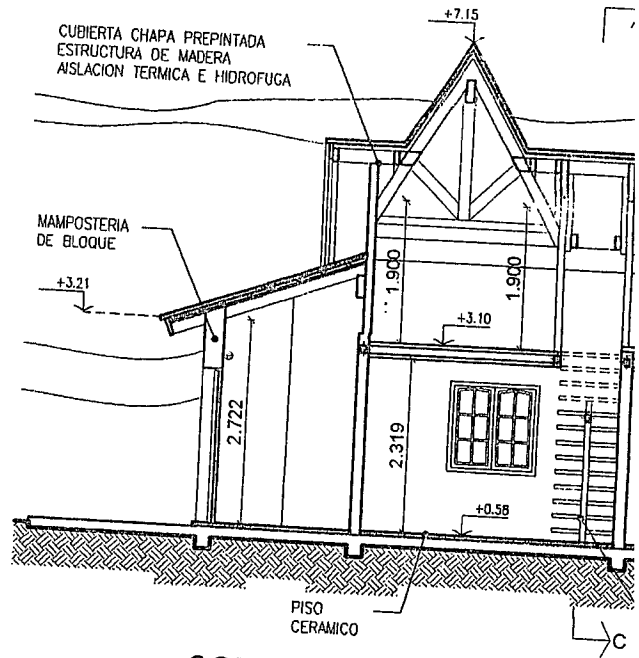 +7.15
CUBIERTA CHAPA PREPINTADA
ESTRUCTURA DE MADERA
AISLACION TERMICA E HIDROFUGA
MAMPOSTERIA
DE BLOQUE
+3.21
1.900
1.900
+3.10
2.722
2.319
+0.58
PISO
CERAMICO
C